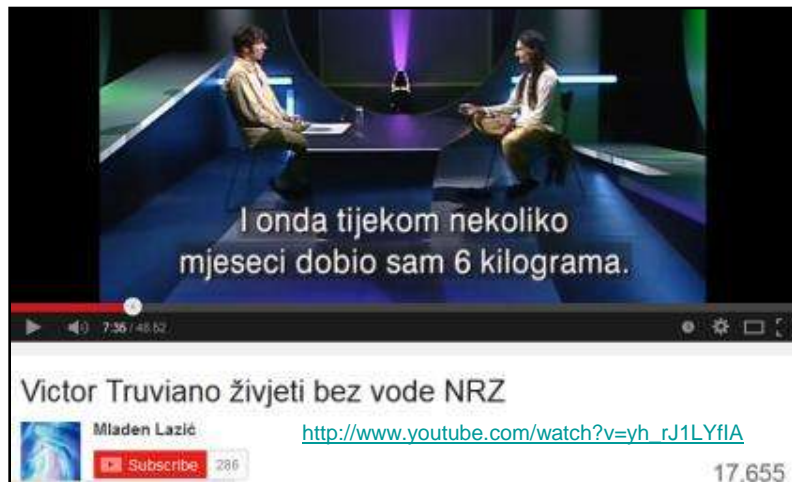 I onda tijekom nekoliko
mjeseci dobio sam 6 kilograma.
7:36 / 48:52
Victor Truviano živjeti bez vode NRZ
Mladen Lazić
http://www.youtube.com/watch?v=yh_rJ1LYfIA
Subscribe 286
17,655